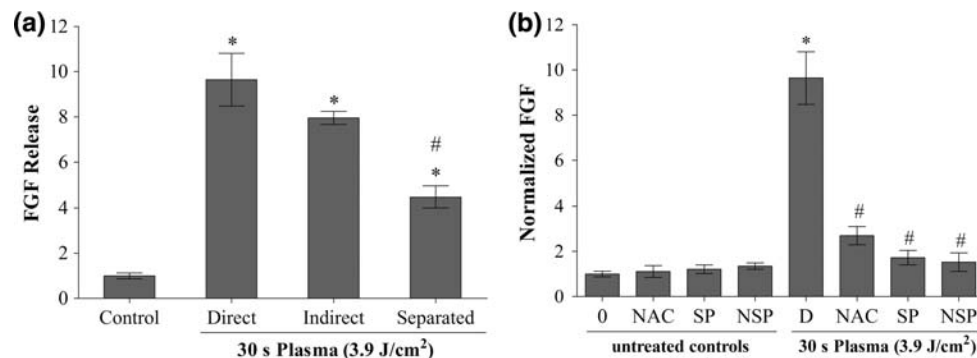 (a)
FGF Release
12
10
8
6
4
2
0
*
*
#
*
Control Direct Indirect Separated
30 s Plasma (3.9 J/cm²)
(b)
Normalized FGF
12
10
8
6
4
2
0
*
#
#
#
0 NAC SP NSP D NAC SP NSP
untreated controls 30 s Plasma (3.9 J/cm²)